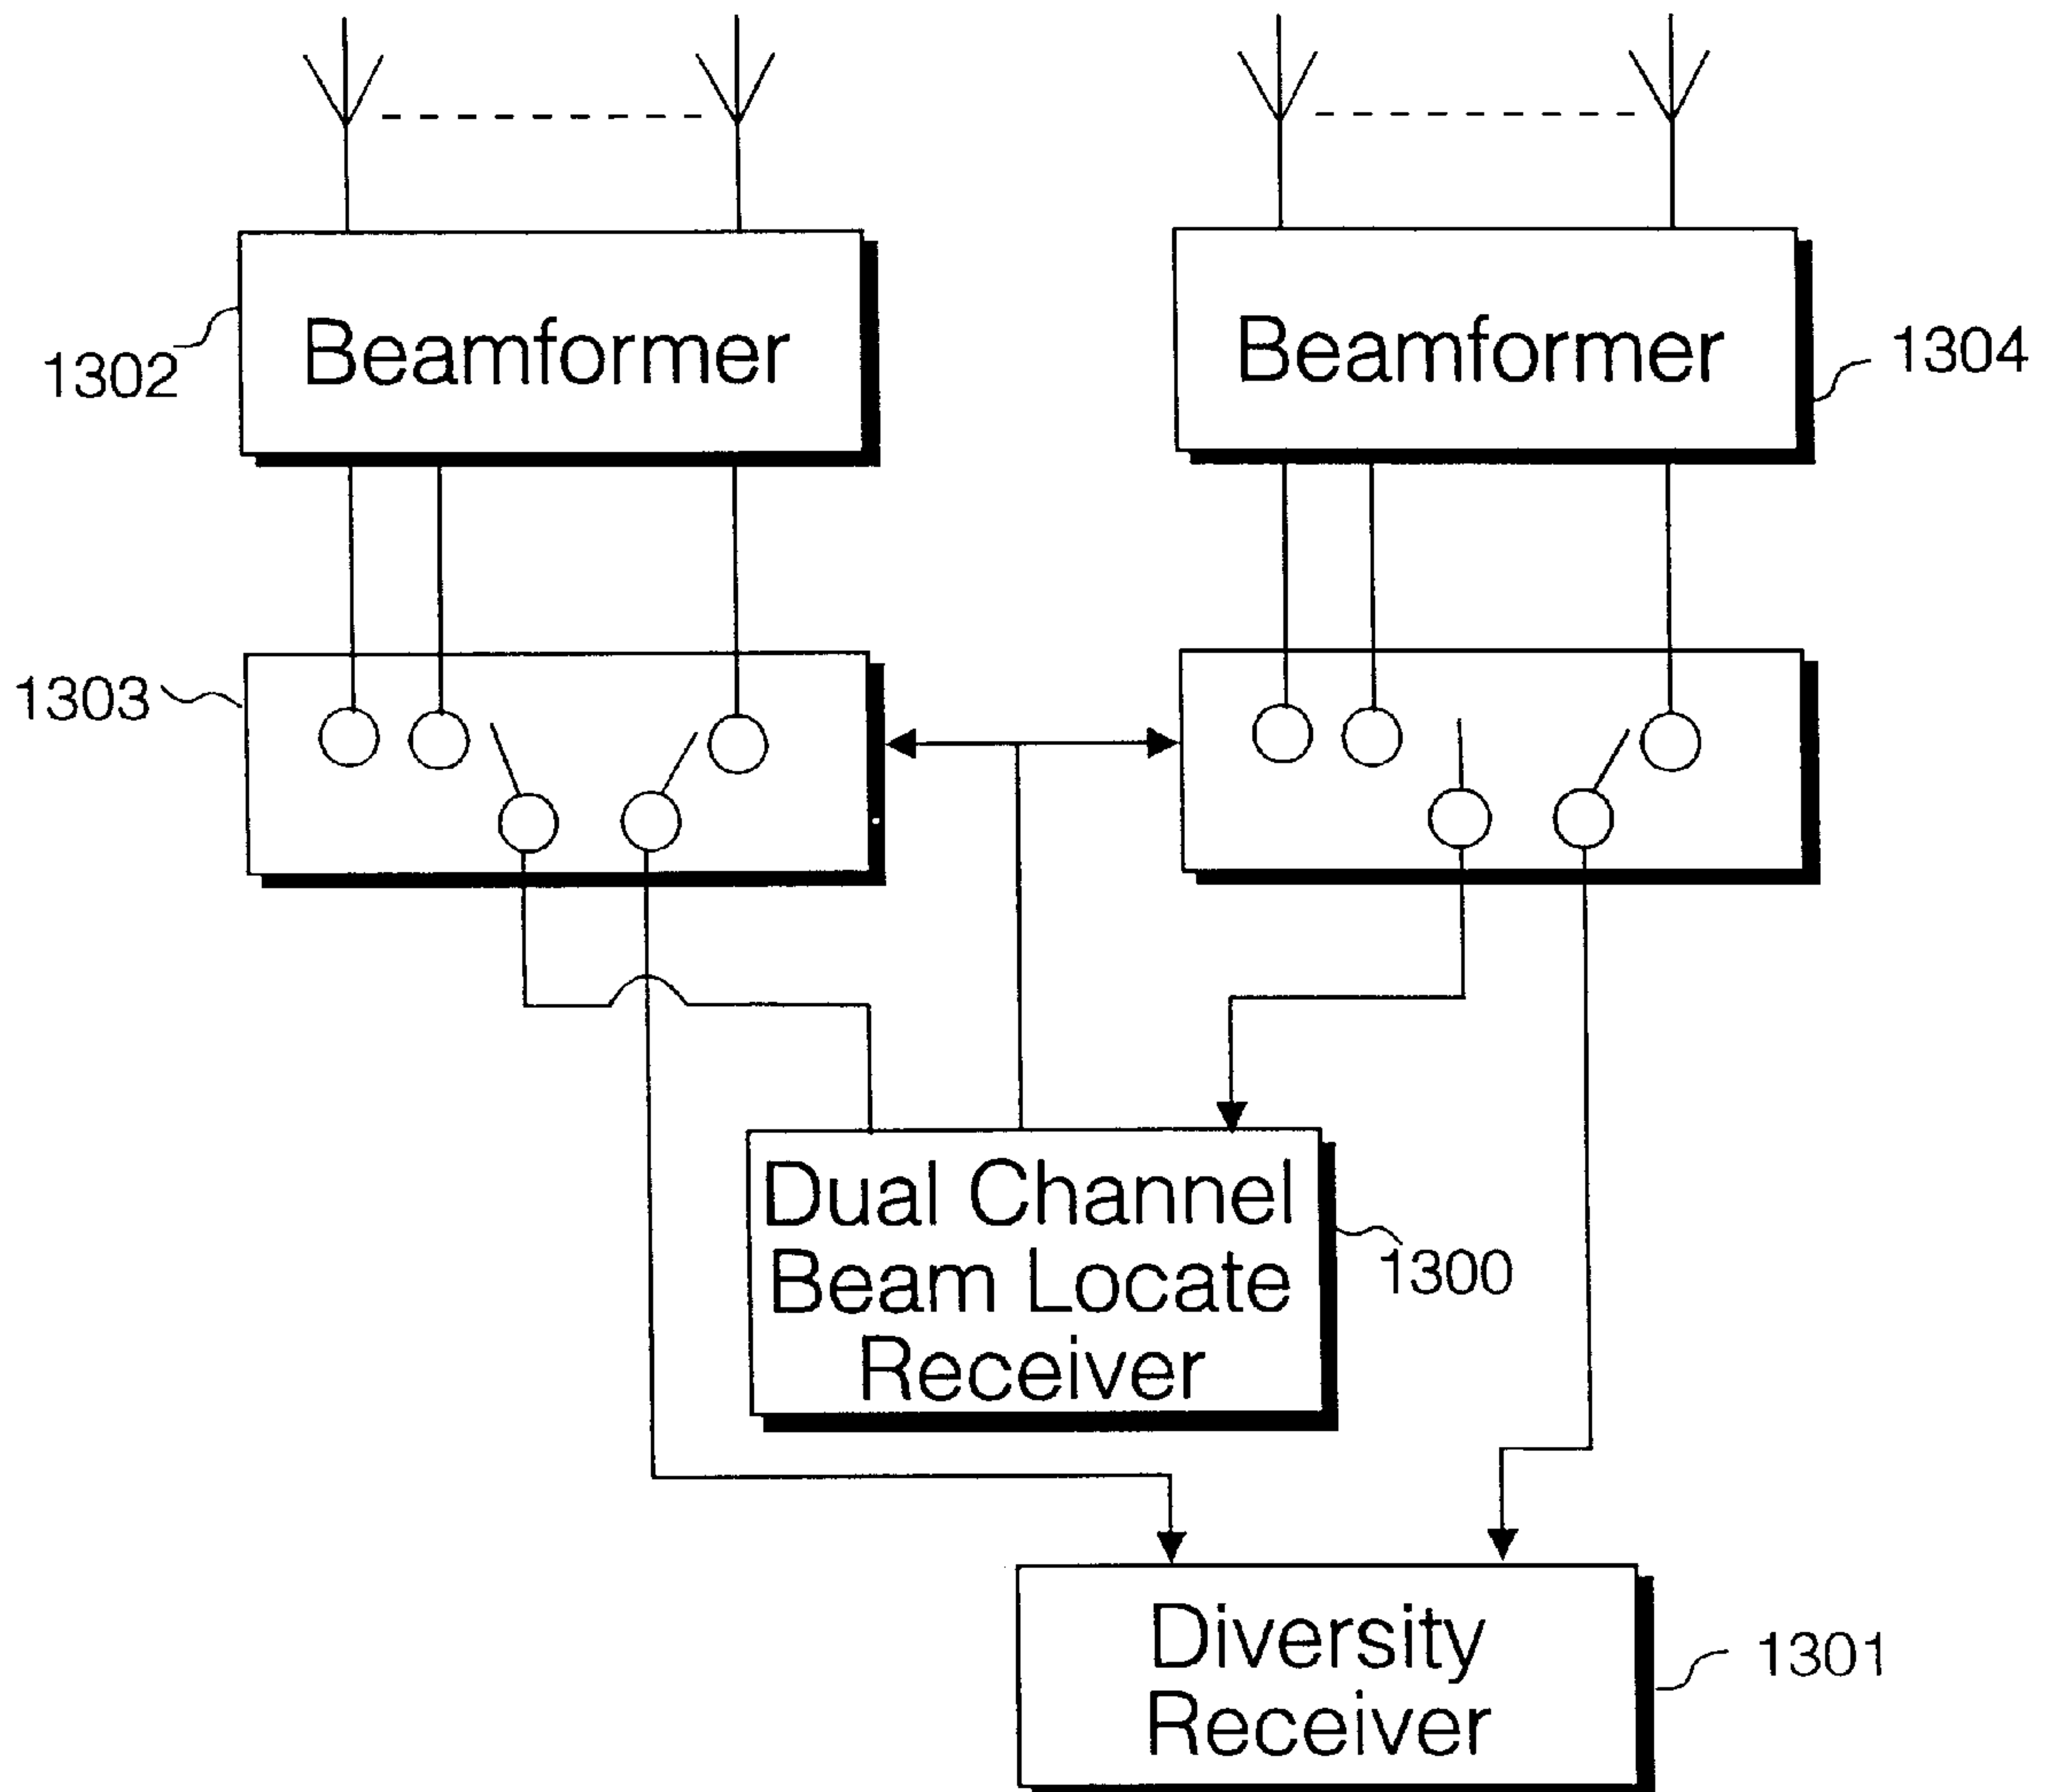 Beamformer
1302
Beamformer
1304
1303
Dual Channel
Beam Locate
Receiver
1300
Diversity
Receiver
1301